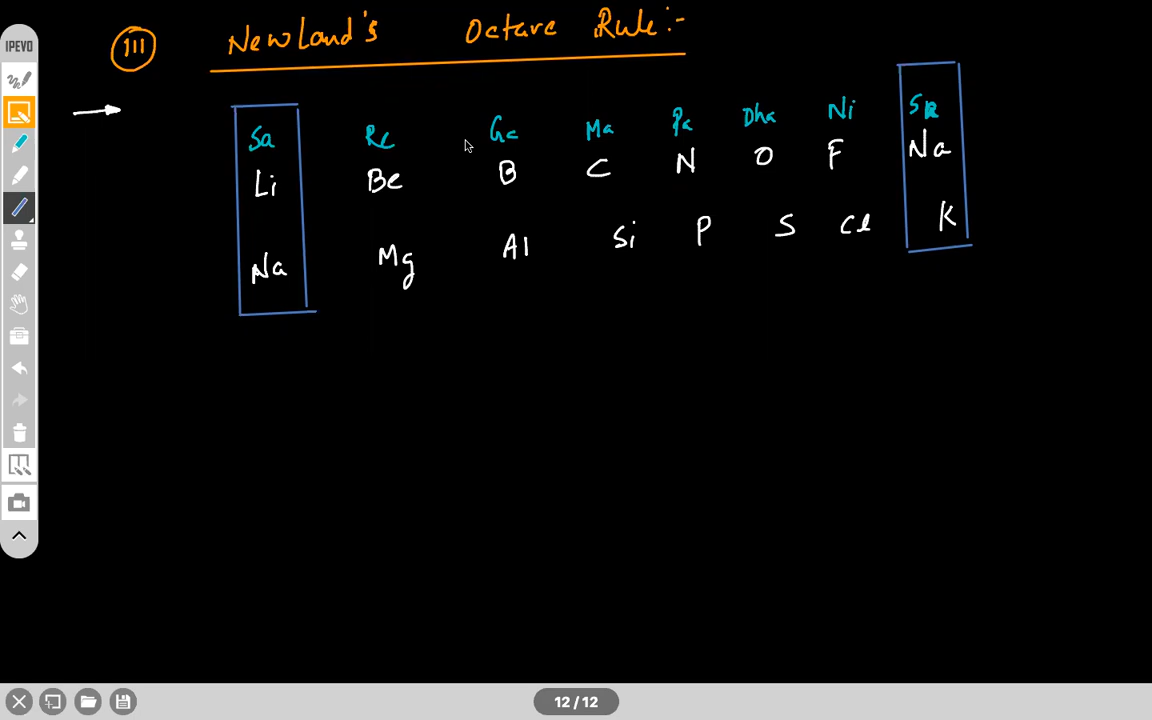 IPEVO
III Newland's Octave Rule :-
Sa Re Ga Ma Pa Dha Ni Sa
Li Be B C N O F Na
Na Mg Al Si P S Cl K
12 / 12